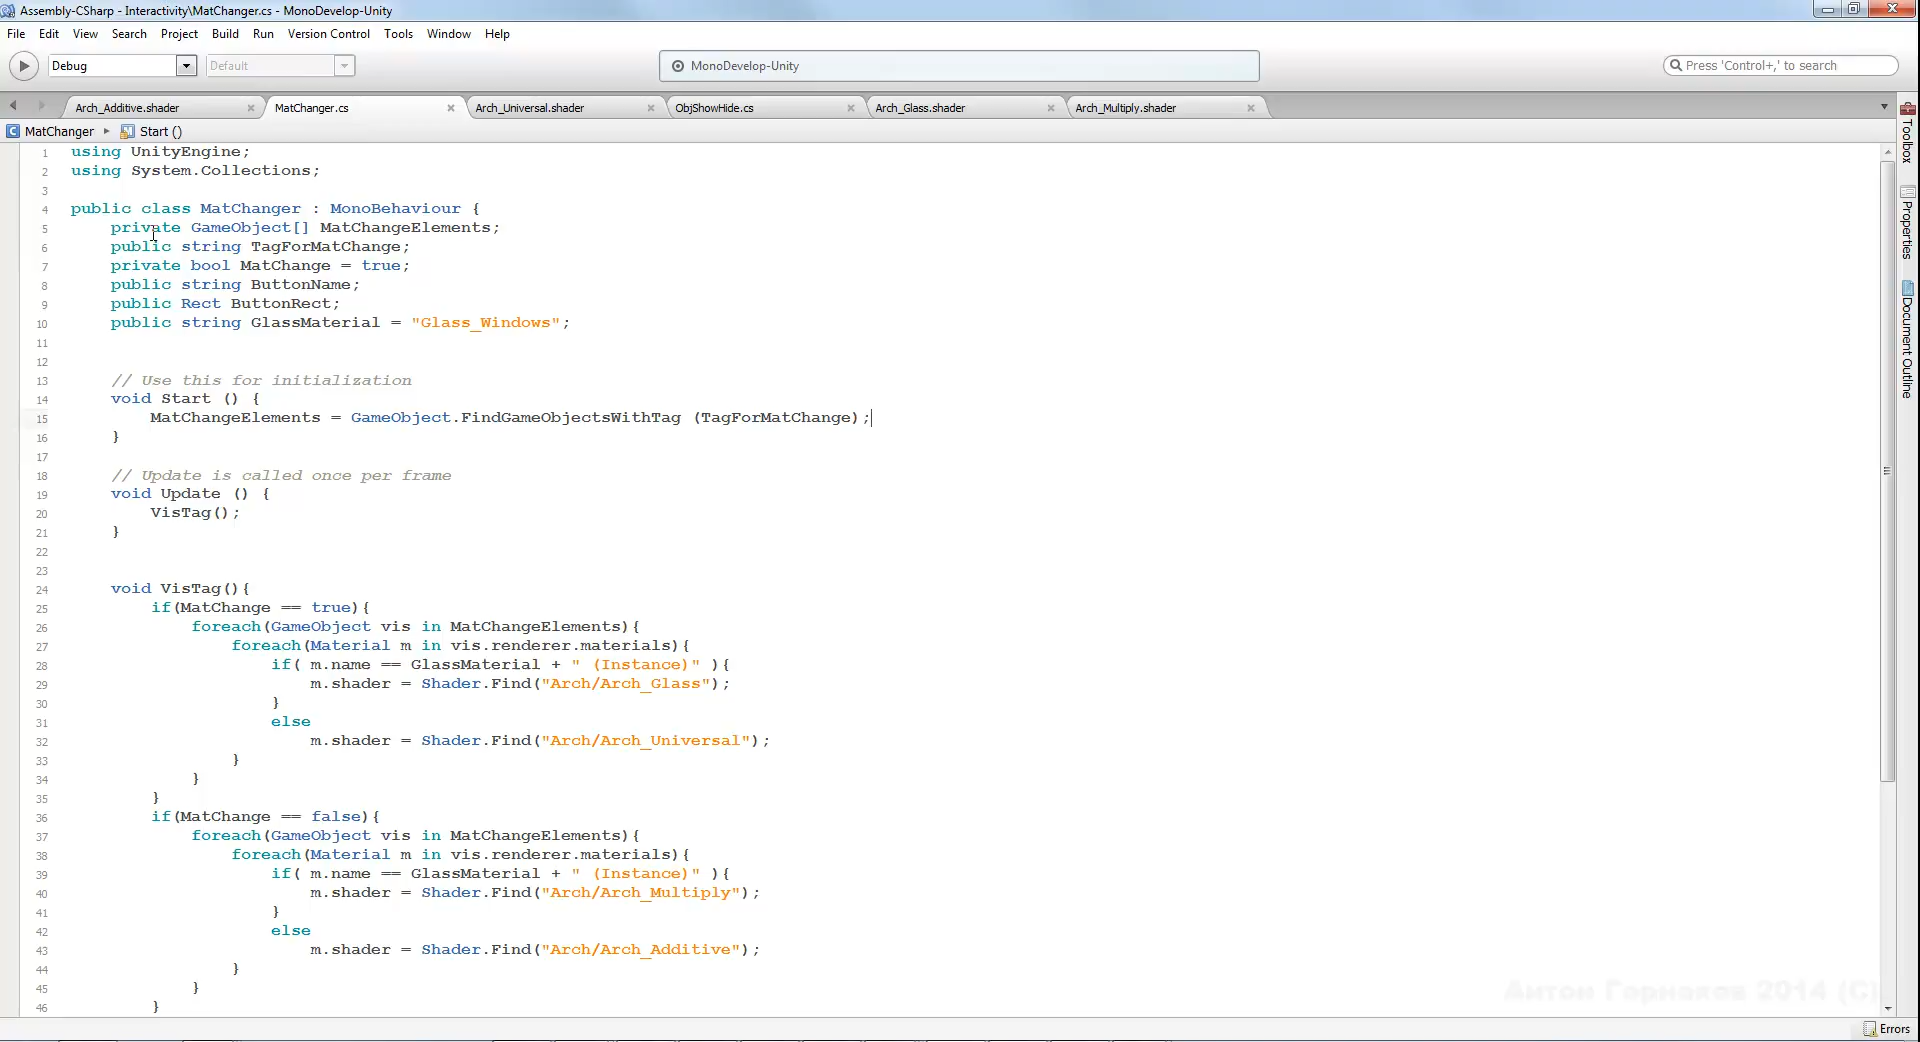 Assembly-CSharp - Interactivity\MatChanger.cs - MonoDevelop-Unity
File Edit View Search Project Build Run Version Control Tools Window Help
Debug Default MonoDevelop-Unity Press 'Control+,' to search
Arch_Additive.shader MatChanger.cs Arch_Universal.shader ObjShowHide.cs Arch_Glass.shader Arch_Multiply.shader
MatChanger Start ()
1 using UnityEngine;
2 using System.Collections;
3
4 public class MatChanger : MonoBehaviour {
5 private GameObject[] MatChangeElements;
6 public string TagForMatChange;
7 private bool MatChange = true;
8 public string ButtonName;
9 public Rect ButtonRect;
10 public string GlassMaterial = "Glass_Windows";
11
12
13 // Use this for initialization
14 void Start () {
15 MatChangeElements = GameObject.FindGameObjectsWithTag (TagForMatChange);
16 }
17
18 // Update is called once per frame
19 void Update () {
20 VisTag();
21 }
22
23
24 void VisTag(){
25 if(MatChange == true){
26 foreach(GameObject vis in MatChangeElements){
27 foreach(Material m in vis.renderer.materials){
28 if( m.name == GlassMaterial + " (Instance)" ){
29 m.shader = Shader.Find("Arch/Arch_Glass");
30 }
31 else
32 m.shader = Shader.Find("Arch/Arch_Universal");
33 }
34 }
35 }
36 if(MatChange == false){
37 foreach(GameObject vis in MatChangeElements){
38 foreach(Material m in vis.renderer.materials){
39 if( m.name == GlassMaterial + " (Instance)" ){
40 m.shader = Shader.Find("Arch/Arch_Multiply");
41 }
42 else
43 m.shader = Shader.Find("Arch/Arch_Additive");
44 }
45 }
46 }
Toolbox
Properties
Document Outline
Антон Горнаков 2014 (C)
Errors